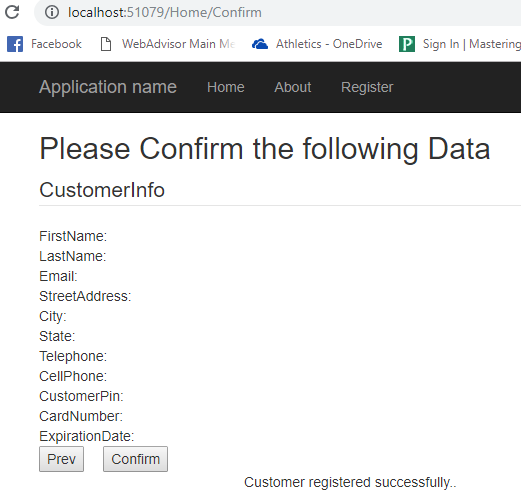 localhost:51079/Home/Confirm
Facebook WebAdvisor Main Me Athletics - OneDrive Sign In | Mastering
Application name Home About Register
Please Confirm the following Data
CustomerInfo
FirstName:
LastName:
Email:
StreetAddress:
City:
State:
Telephone:
CellPhone:
CustomerPin:
CardNumber:
ExpirationDate:
Prev Confirm
Customer registered successfully..